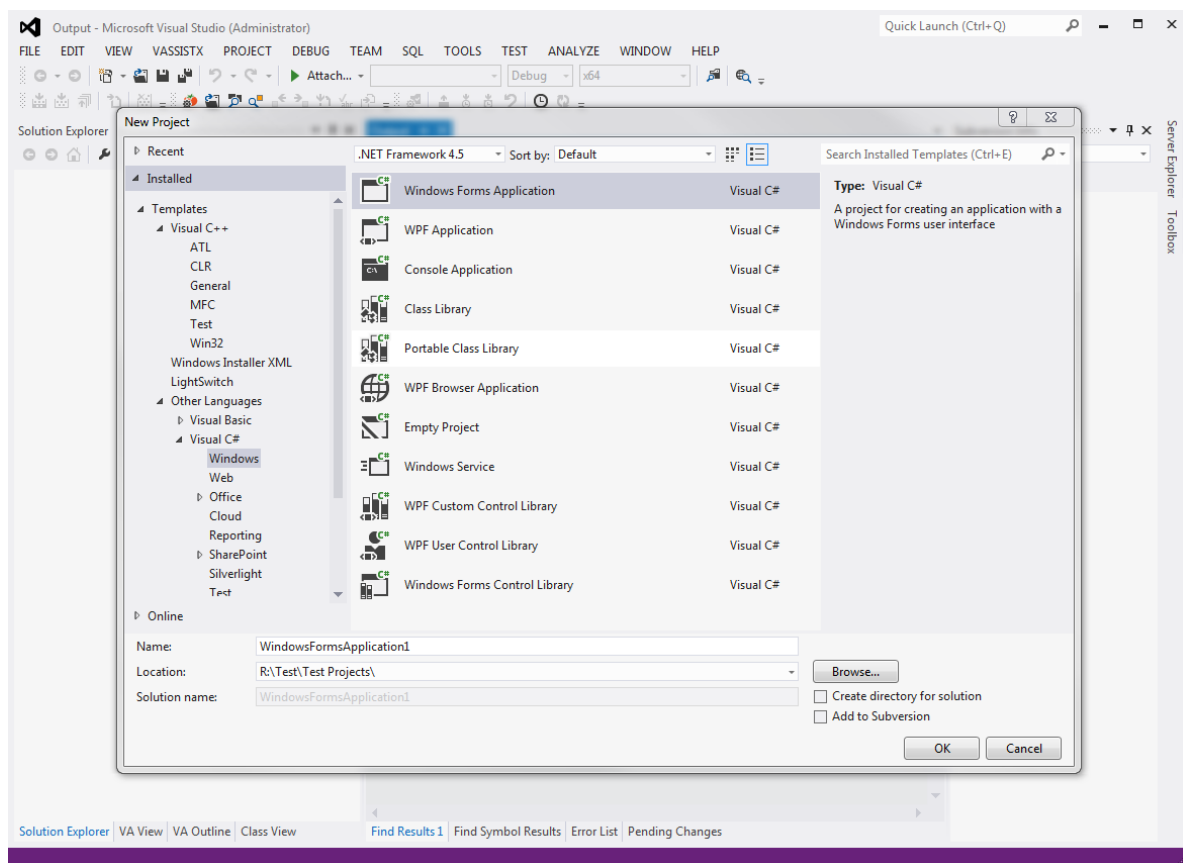 Output - Microsoft Visual Studio (Administrator) Quick Launch (Ctrl+Q)
FILE EDIT VIEW VASSISTX PROJECT DEBUG TEAM SQL TOOLS TEST ANALYZE WINDOW HELP
Attach... Debug x64
New Project
Solution Explorer
Server Explorer
Toolbox
Recent
Installed
.NET Framework 4.5 Sort by: Default Search Installed Templates (Ctrl+E)
Templates
Visual C++
ATL
CLR
General
MFC
Test
Win32
Windows Installer XML
LightSwitch
Other Languages
Visual Basic
Visual C#
Windows
Web
Office
Cloud
Reporting
SharePoint
Silverlight
Test
Online
Windows Forms Application Visual C#
WPF Application Visual C#
Console Application Visual C#
Class Library Visual C#
Portable Class Library Visual C#
WPF Browser Application Visual C#
Empty Project Visual C#
Windows Service Visual C#
WPF Custom Control Library Visual C#
WPF User Control Library Visual C#
Windows Forms Control Library Visual C#
Type: Visual C#
A project for creating an application with a
Windows Forms user interface
Name: WindowsFormsApplication1
Location: R:\Test\Test Projects\ Browse...
Solution name: WindowsFormsApplication1
Create directory for solution
Add to Subversion
OK Cancel
Solution Explorer VA View VA Outline Class View Find Results 1 Find Symbol Results Error List Pending Changes